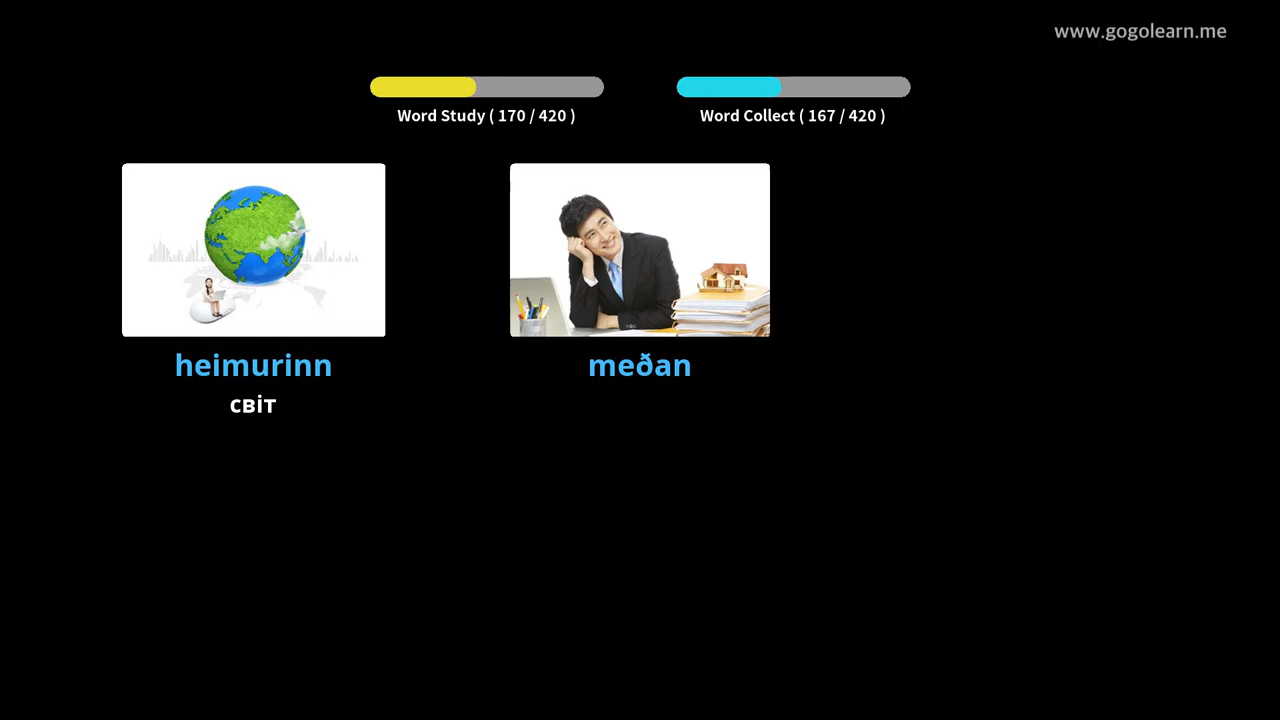 www.gogolearn.me
Word Study ( 170 / 420 )
Word Collect ( 167 / 420 )
heimurinn
світ
meðan